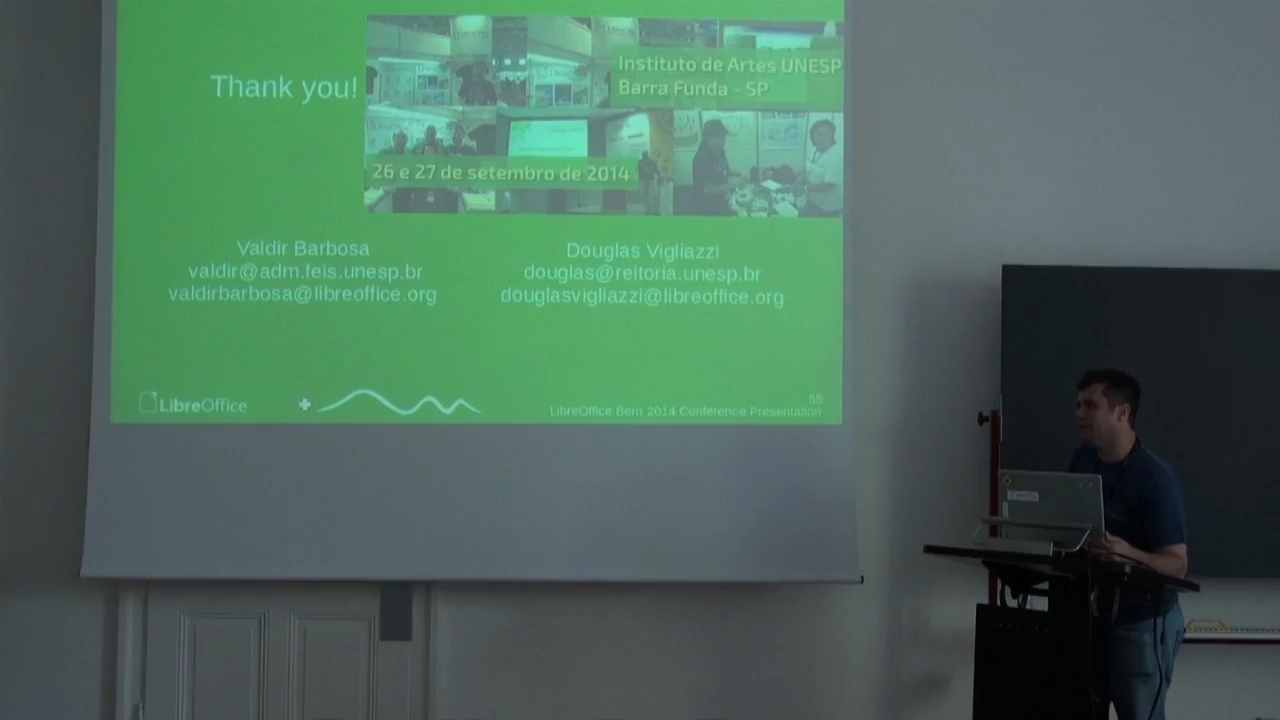 Thank you!
Instituto de Artes UNESP
Barra Funda - SP
26 e 27 de setembro de 2014
Valdir Barbosa
valdir@adm.feis.unesp.br
valdirbarbosa@libreoffice.org
Douglas Vigliazzi
douglas@reitoria.unesp.br
douglasvigliazzi@libreoffice.org
LibreOffice
55
LibreOffice Bern 2014 Conference Presentation